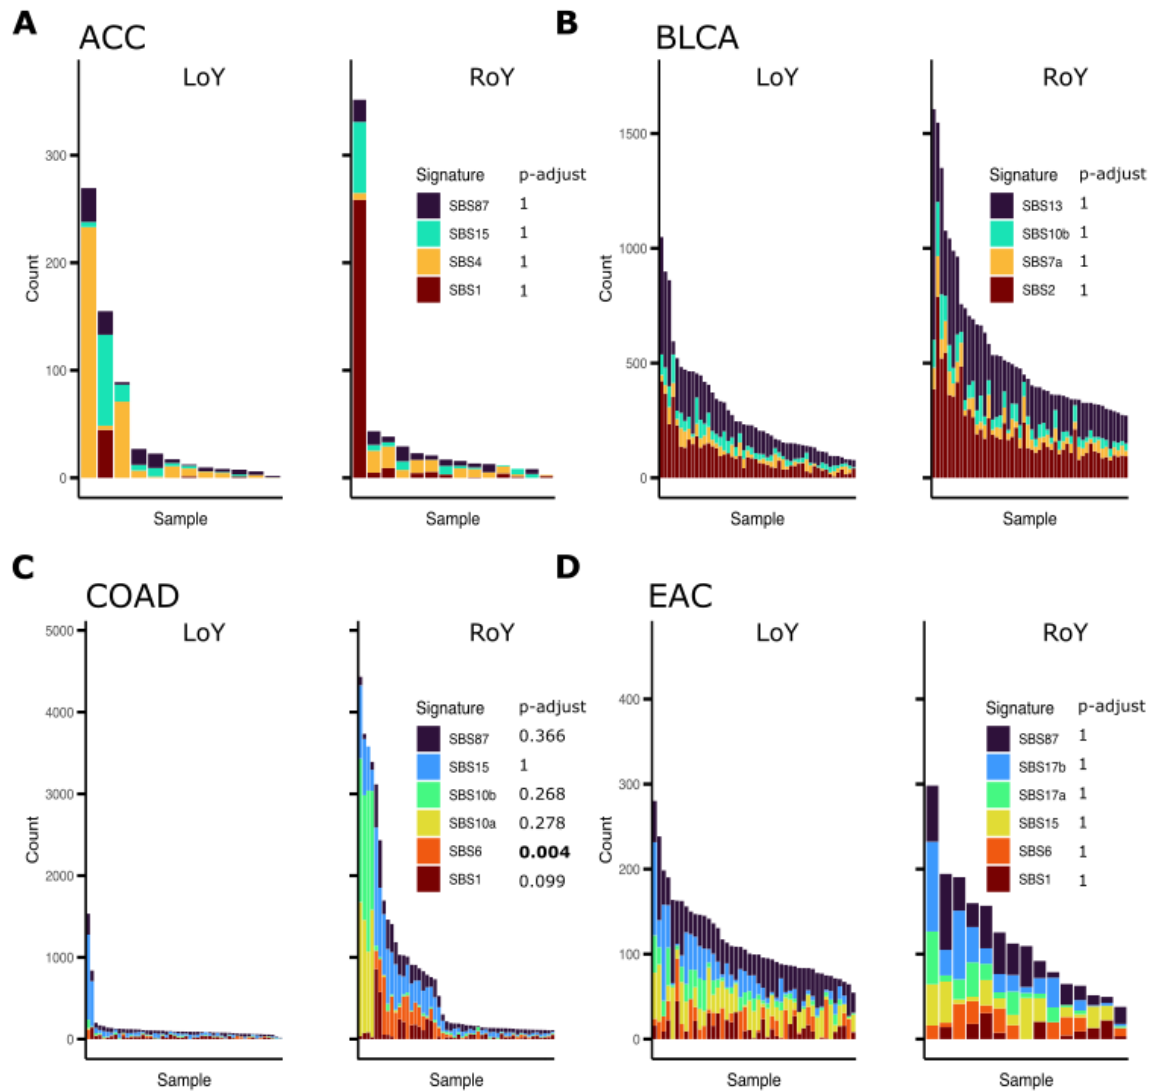 A
ACC
LoY
RoY
Count
300
200
100
0
Signature p-adjust
SBS87 1
SBS15 1
SBS4 1
SBS1 1
Sample
Sample
B
BLCA
LoY
RoY
Count
1500
1000
500
0
Signature p-adjust
SBS13 1
SBS10b 1
SBS7a 1
SBS2 1
Sample
Sample
C
COAD
LoY
RoY
Count
5000
4000
3000
2000
1000
0
Signature p-adjust
SBS87 0.366
SBS15 1
SBS10b 0.268
SBS10a 0.278
SBS6 0.004
SBS1 0.099
Sample
Sample
D
EAC
LoY
RoY
Count
400
300
200
100
0
Signature p-adjust
SBS87 1
SBS17b 1
SBS17a 1
SBS15 1
SBS6 1
SBS1 1
Sample
Sample